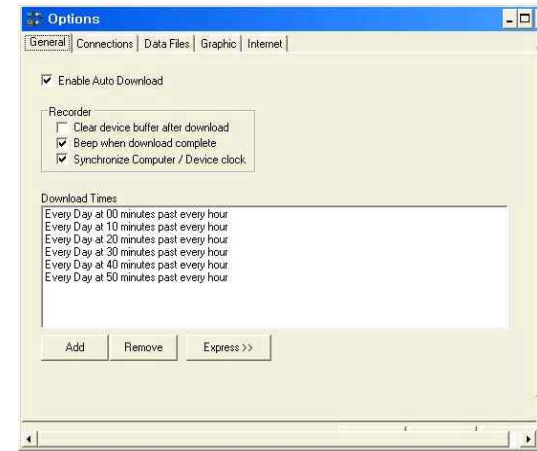 Options
General Connections Data Files Graphic Internet
Enable Auto Download
Recorder
Clear device buffer after download
Beep when download complete
Synchronize Computer / Device clock
Download Times
Every Day at 00 minutes past every hour
Every Day at 10 minutes past every hour
Every Day at 20 minutes past every hour
Every Day at 30 minutes past every hour
Every Day at 40 minutes past every hour
Every Day at 50 minutes past every hour
Add Remove Express >>